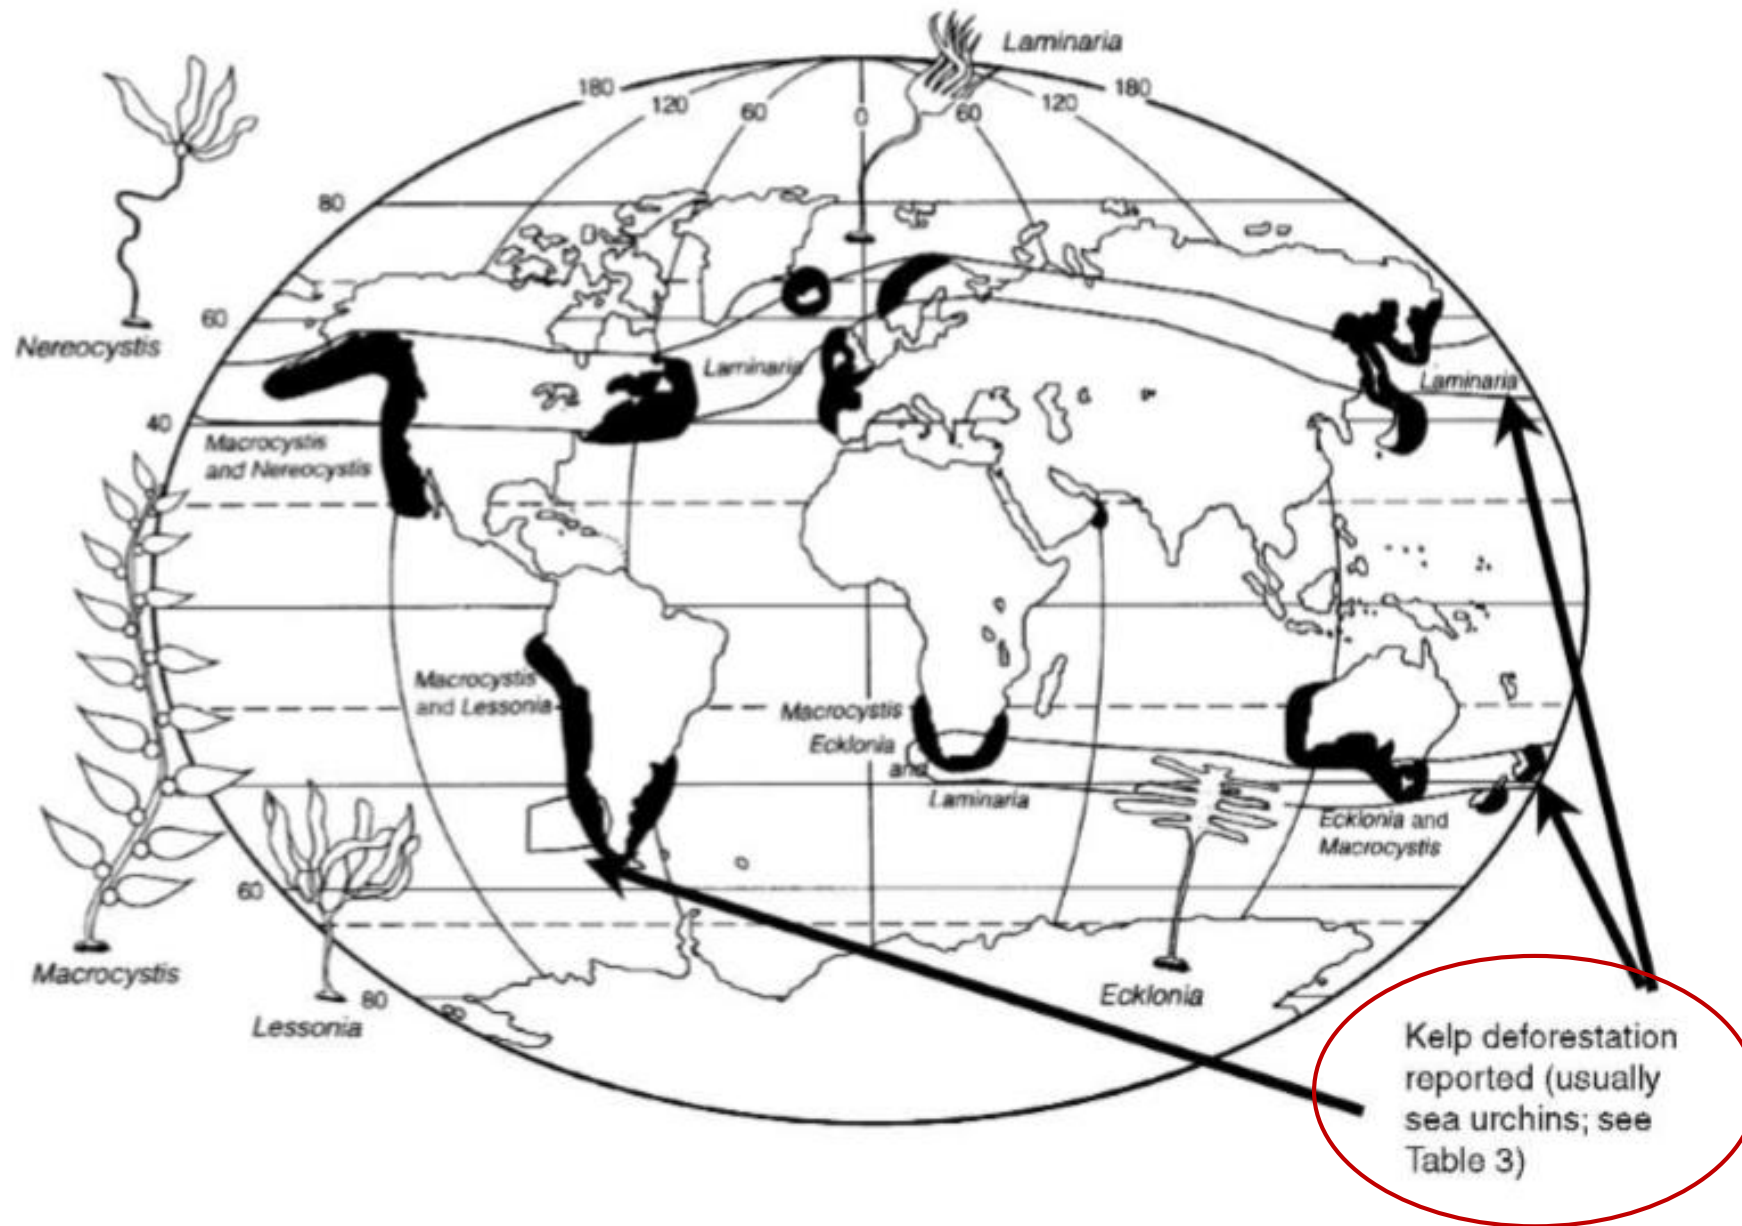 Laminaria
180
120
60
0
60
120
180
80
Nereocystis
60
Laminaria
Laminaria
40
Macrocystis
and Nereocystis
Macrocystis
and Lessonia
Macrocystis
Ecklonia
and
Laminaria
Ecklonia and
Macrocystis
60
Macrocystis
80
Lessonia
Ecklonia
Kelp deforestation
reported (usually
sea urchins; see
Table 3)